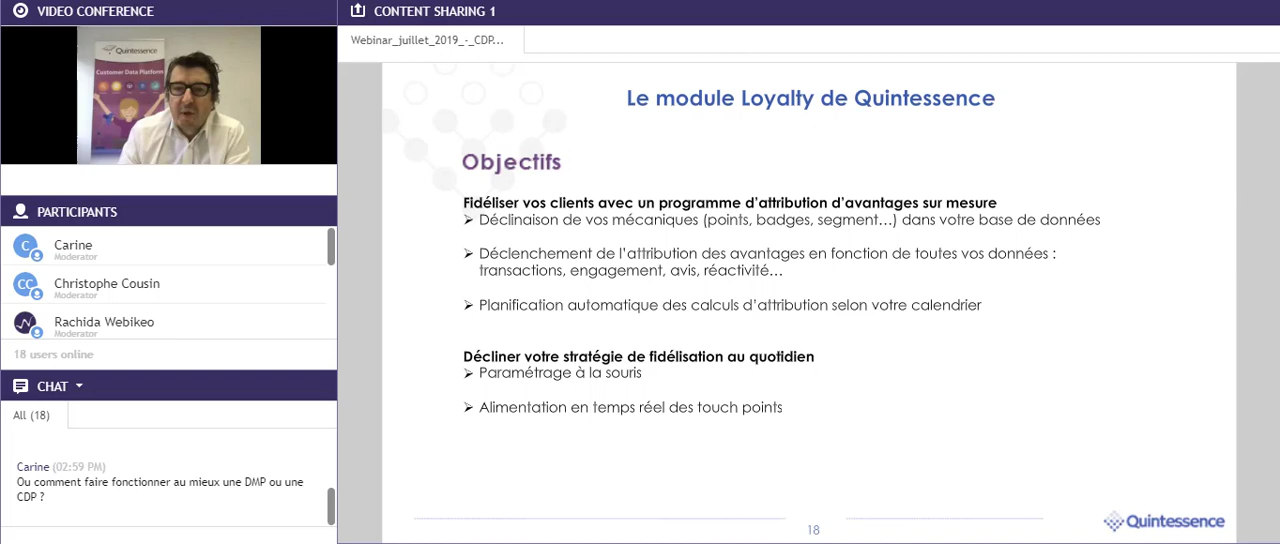 VIDEO CONFERENCE
Quintessence
Customer Data Platform
PARTICIPANTS
C
Carine
Moderator
CC
Christophe Cousin
Moderator
Rachida Webikeo
Moderator
18 users online
CHAT
All (18)
Carine (02:59 PM)
Ou comment faire fonctionner au mieux une DMP ou une
CDP ?
CONTENT SHARING 1
Webinar_juillet_2019_-_CDP...
Le module Loyalty de Quintessence
Objectifs
Fidéliser vos clients avec un programme d’attribution d’avantages sur mesure
➢ Déclinaison de vos mécaniques (points, badges, segment…) dans votre base de données
➢ Déclenchement de l’attribution des avantages en fonction de toutes vos données :
transactions, engagement, avis, réactivité…
➢ Planification automatique des calculs d’attribution selon votre calendrier
Décliner votre stratégie de fidélisation au quotidien
➢ Paramétrage à la souris
➢ Alimentation en temps réel des touch points
18
Quintessence